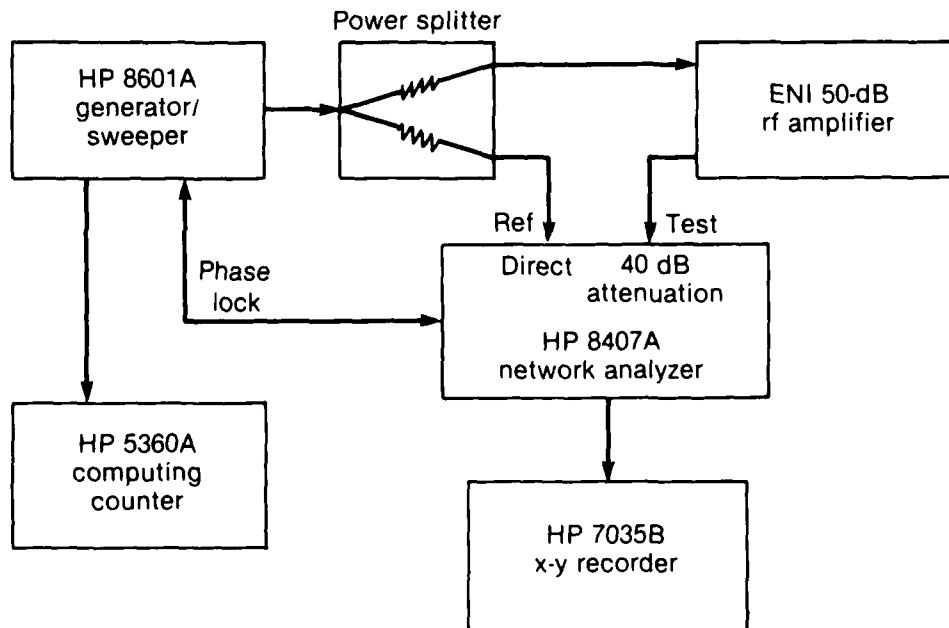 Power splitter
HP 8601A
generator/
sweeper
ENI 50-dB
rf amplifier
Ref
Test
Phase
lock
Direct
40 dB
attenuation
HP 8407A
network analyzer
HP 5360A
computing
counter
HP 7035B
x-y recorder